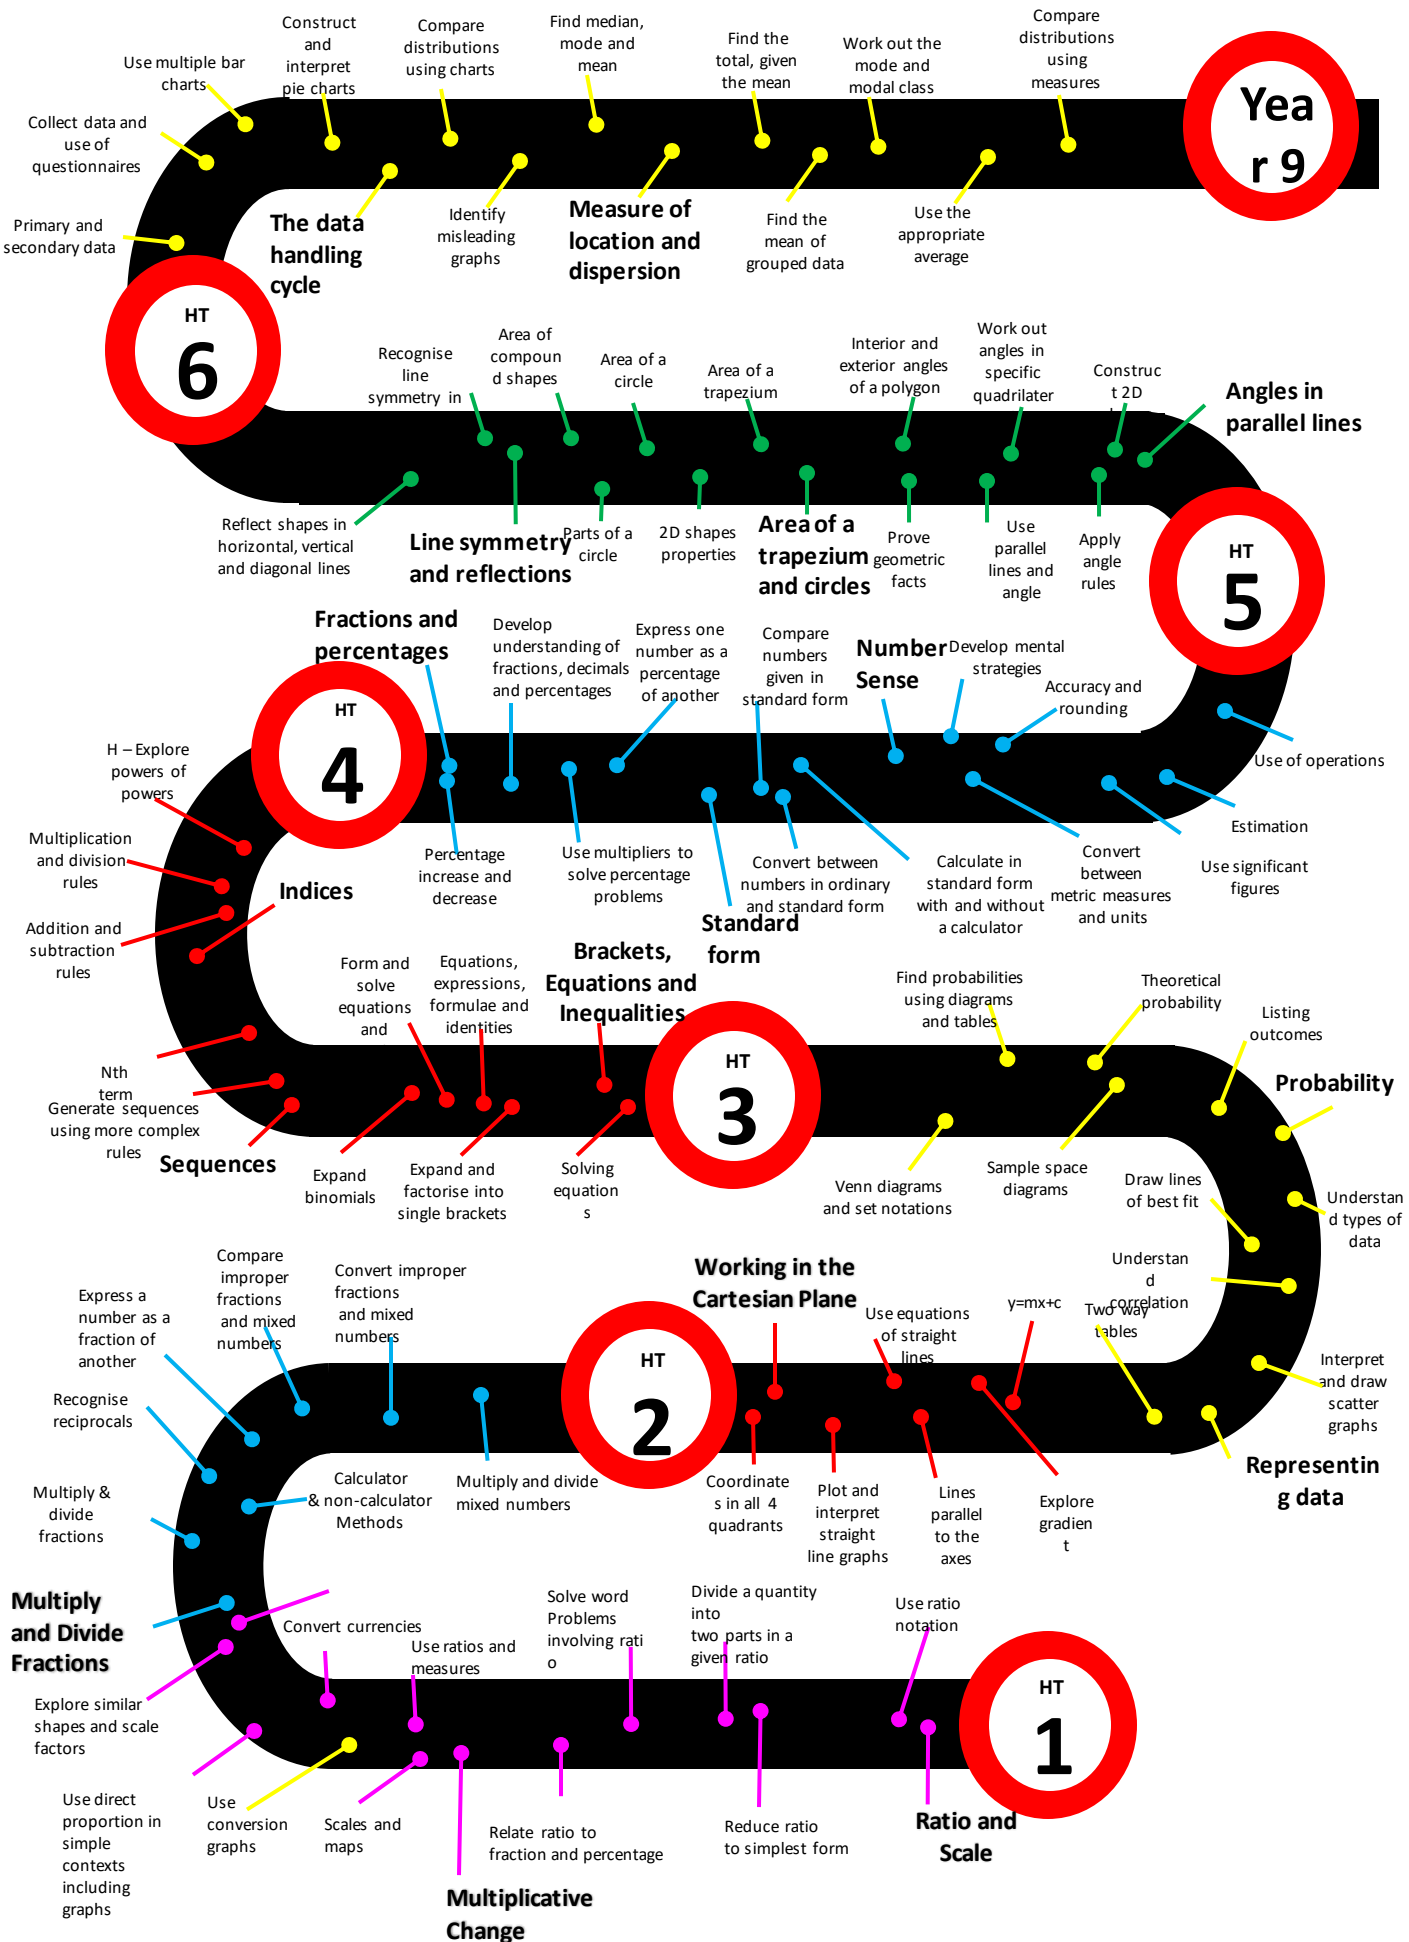 Construct
and
interpret
pie charts
Compare
distributions
using charts
Find median,
mode and
mean
Find the
total, given
the mean
Work out the
mode and
modal class
Compare
distributions
using
measures
Use multiple bar
charts
Yea
r 9
Collect data and
use of
questionnaires
Primary and
secondary data
The data
handling
cycle
Identify
misleading
graphs
Measure of
location and
dispersion
Find the
mean of
grouped data
Use the
appropriate
average
HT
6
Recognise
line
symmetry in
Area of
compoun
d shapes
Area of a
circle
Area of a
trapezium
Interior and
exterior angles
of a polygon
Work out
angles in
specific
quadrilater
Construc
t 2D
Angles in
parallel lines
Reflect shapes in
horizontal, vertical
and diagonal lines
Line symmetry
and reflections
Parts of a
circle
2D shapes
properties
Area of a
trapezium
and circles
Prove
geometric
facts
Use
parallel
lines and
angle
Apply
angle
rules
HT
5
Fractions and
percentages
Develop
understanding of
fractions, decimals
and percentages
Express one
number as a
percentage
of another
Compare
numbers
given in
standard form
Number
Sense
Develop mental
strategies
Accuracy and
rounding
HT
4
Use of operations
Estimation
Use significant
figures
H – Explore
powers of
powers
Multiplication
and division
rules
Addition and
subtraction
rules
Indices
Percentage
increase and
decrease
Use multipliers to
solve percentage
problems
Standard
form
Convert between
numbers in ordinary
and standard form
Calculate in
standard form
with and without
a calculator
Convert
between
metric measures
and units
Form and
solve
equations
and
Equations,
expressions,
formulae and
identities
Brackets,
Equations and
Inequalities
HT
3
Find probabilities
using diagrams
and tables
Theoretical
probability
Listing
outcomes
Probability
Nth
term
Generate sequences
using more complex
rules
Sequences
Expand
binomials
Expand and
factorise into
single brackets
Solving
equation
s
Venn diagrams
and set notations
Sample space
diagrams
Draw lines
of best fit
Understan
d types of
data
Understan
d
correlation
Two way
tables
Interpret
and draw
scatter
graphs
Representin
g data
Express a
number as a
fraction of
another
Compare
improper
fractions
and mixed
numbers
Convert improper
fractions
and mixed
numbers
HT
2
Working in the
Cartesian Plane
Use equations
of straight
lines
y=mx+c
Recognise
reciprocals
Multiply &
divide
fractions
Calculator
& non-calculator
Methods
Multiply and divide
mixed numbers
Coordinate
s in all 4
quadrants
Plot and
interpret
straight
line graphs
Lines
parallel
to the
axes
Explore
gradien
t
Multiply
and Divide
Fractions
Explore similar
shapes and scale
factors
Convert currencies
Use ratios and
measures
Solve word
Problems
involving rati
o
Divide a quantity
into
two parts in a
given ratio
Use ratio
notation
HT
1
Use direct
proportion in
simple
contexts
including
graphs
Use
conversion
graphs
Scales and
maps
Multiplicative
Change
Relate ratio to
fraction and percentage
Reduce ratio
to simplest form
Ratio and
Scale